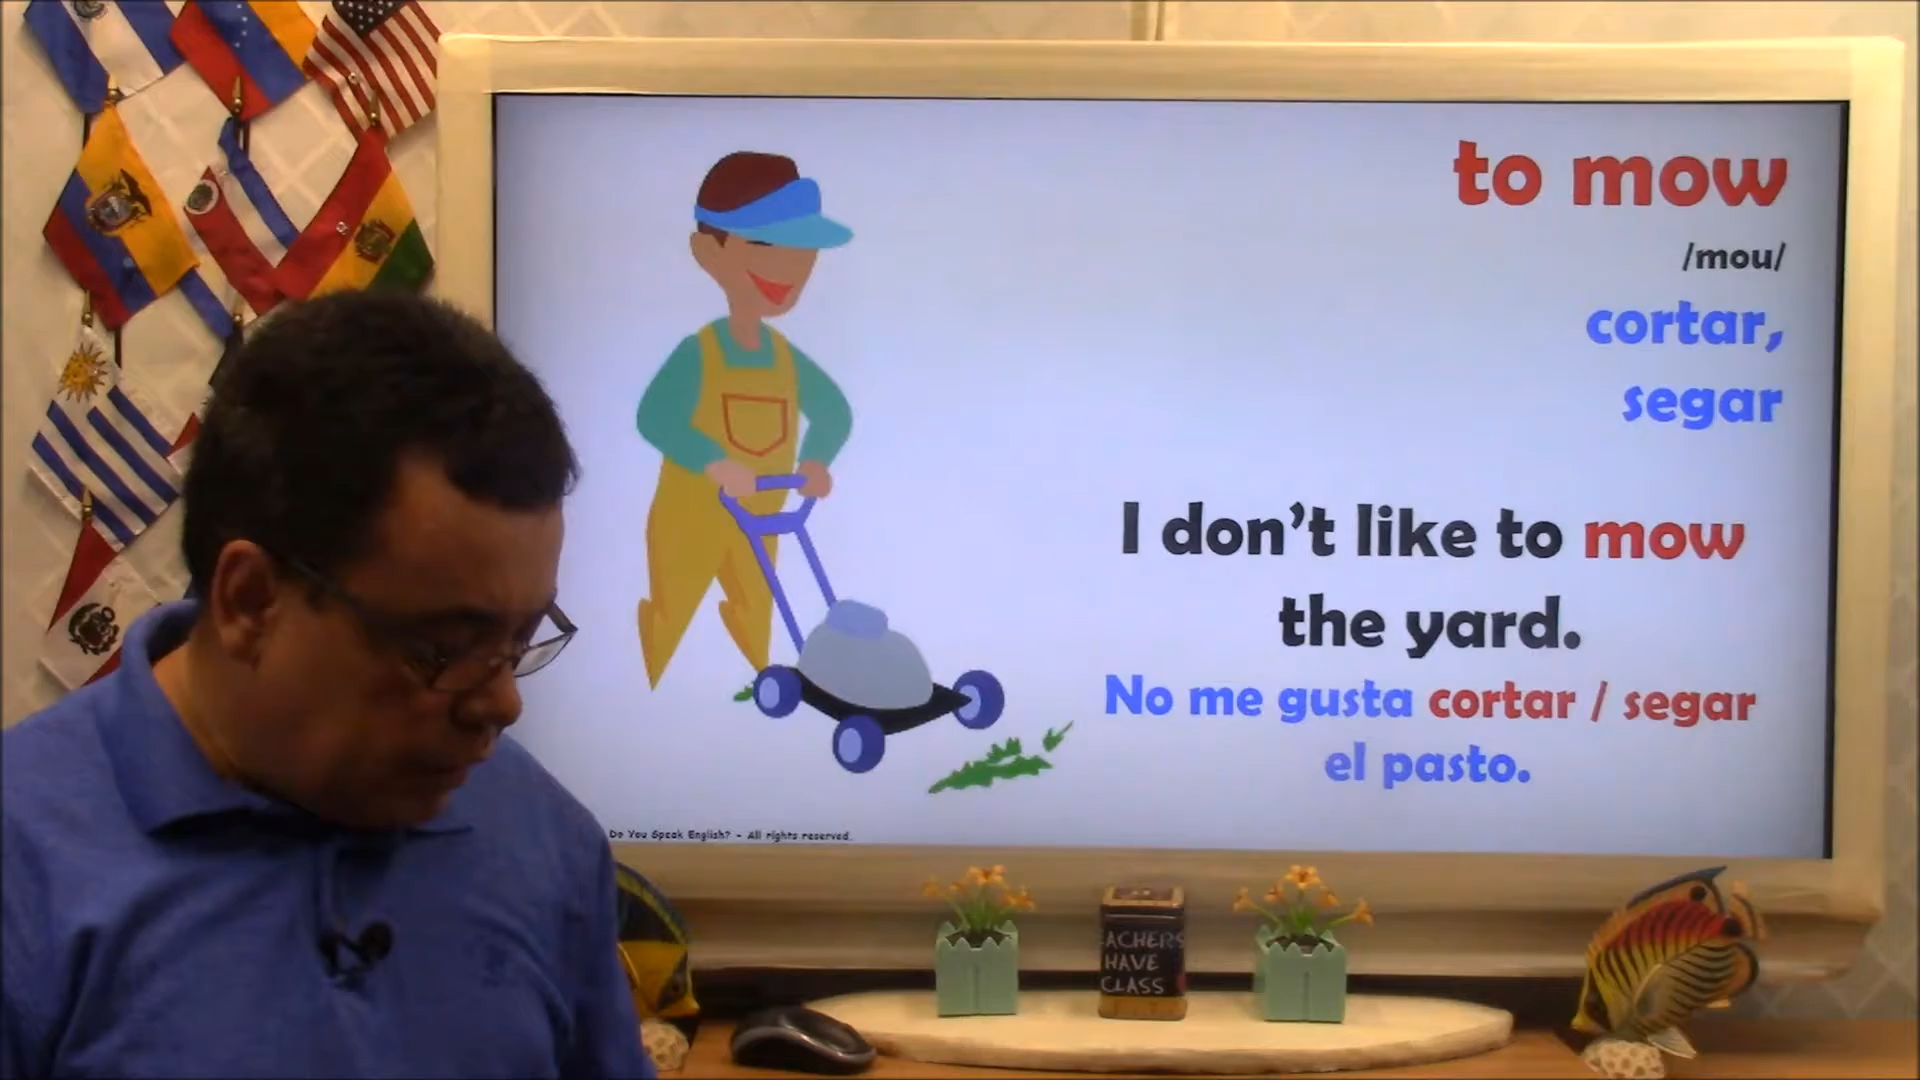 to mow
/mou/
cortar,
segar
I don't like to mow
the yard.
No me gusta cortar / segar
el pasto.
Do You Speak English? - All rights reserved.
ACHERS
HAVE
CLASS